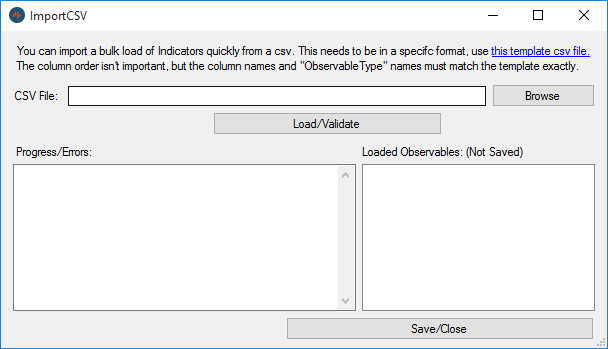 ImportCSV
You can import a bulk load of Indicators quickly from a csv. This needs to be in a specifc format, use this template csv file.
The column order isn't important, but the column names and "ObservableType" names must match the template exactly.
CSV File:
Browse
Load/Validate
Progress/Errors:
Loaded Observables: (Not Saved)
Save/Close